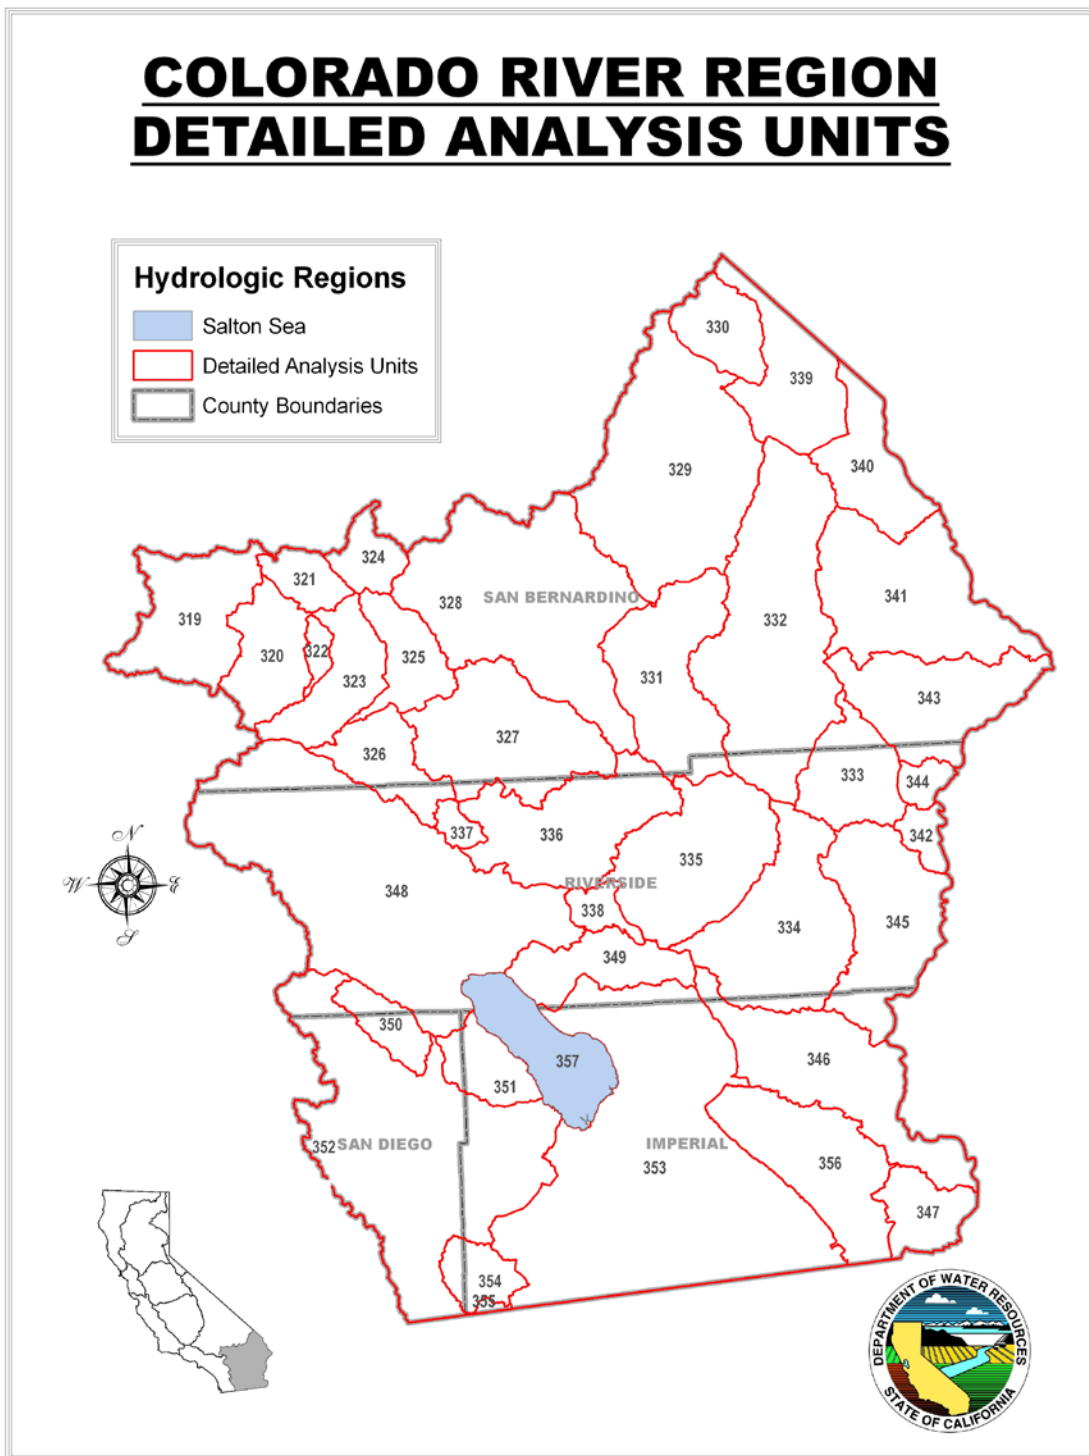 COLORADO RIVER REGION
DETAILED ANALYSIS UNITS
Hydrologic Regions
Salton Sea
Detailed Analysis Units
County Boundaries
330
339
329
340
324
321
328
SAN BERNARDINO
341
319
332
320
322
325
323
331
343
327
326
333
344
337
336
342
335
RIVERSIDE
348
338
334
345
349
350
357
346
351
352
SAN DIEGO
IMPERIAL
353
356
347
354
355
N
W
E
S
DEPARTMENT OF WATER RESOURCES
STATE OF CALIFORNIA